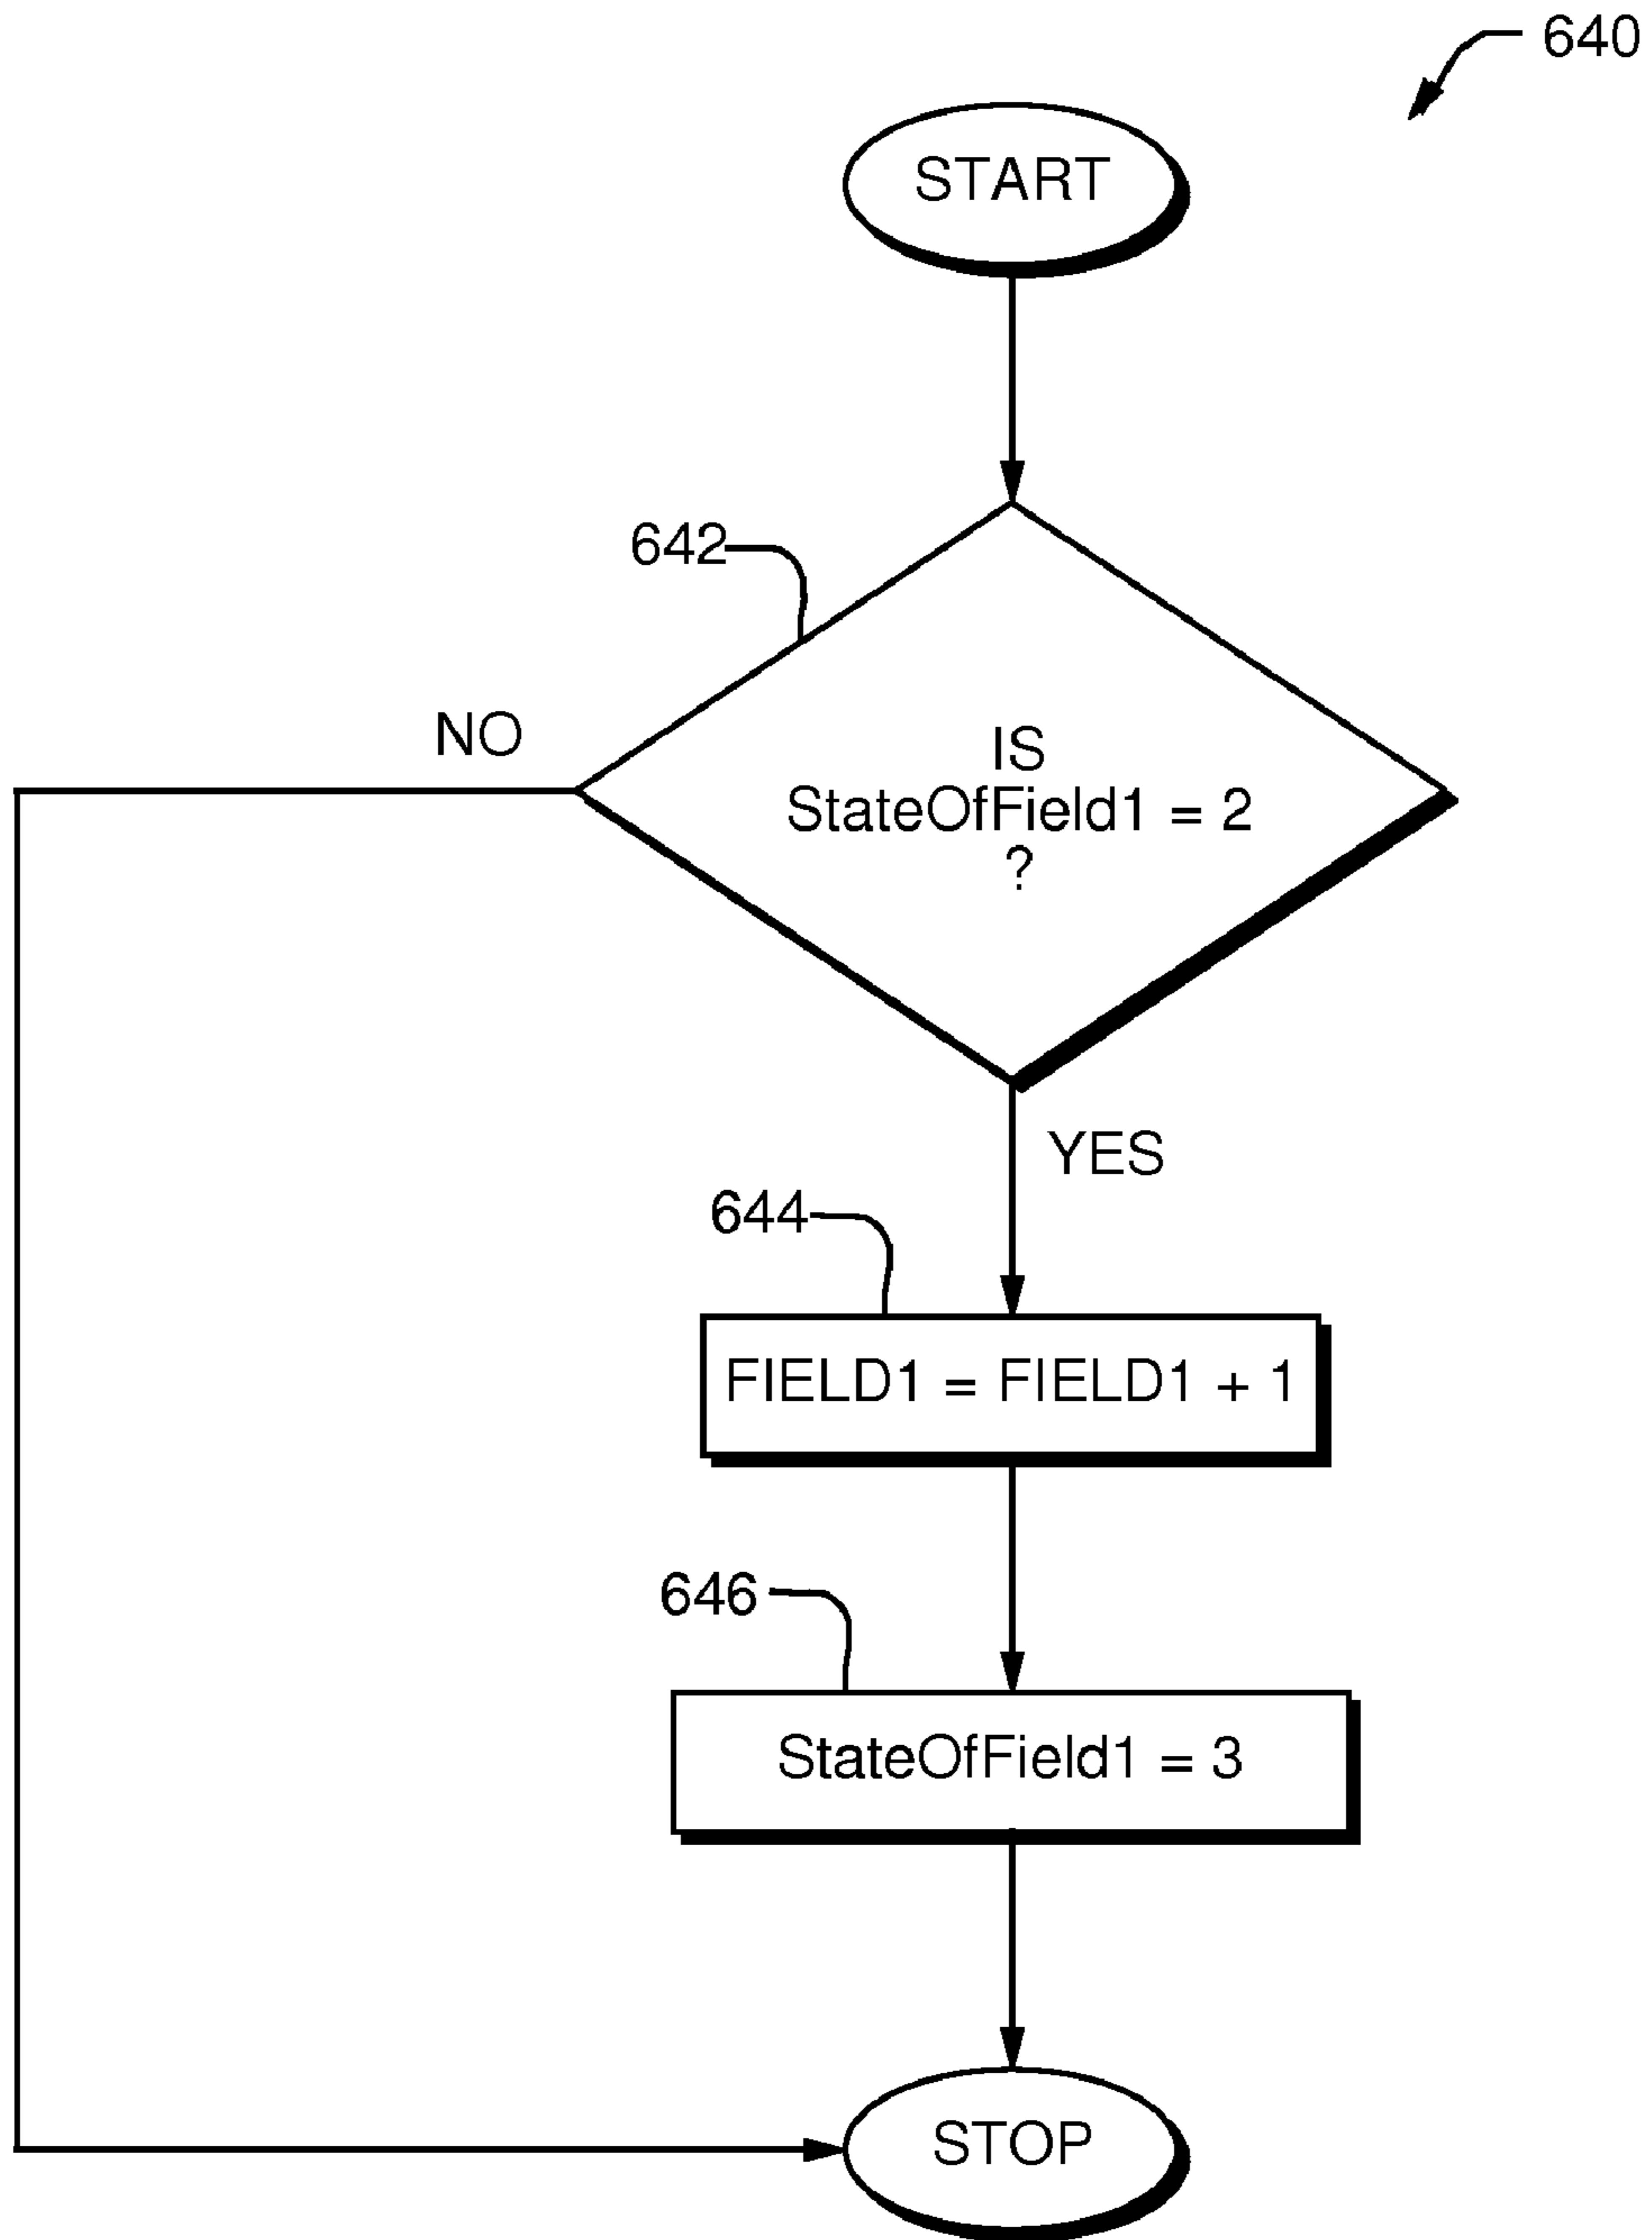 640
START
642
NO
IS
StateOfField1 = 2
?
YES
644
FIELD1 = FIELD1 + 1
646
StateOfField1 = 3
STOP